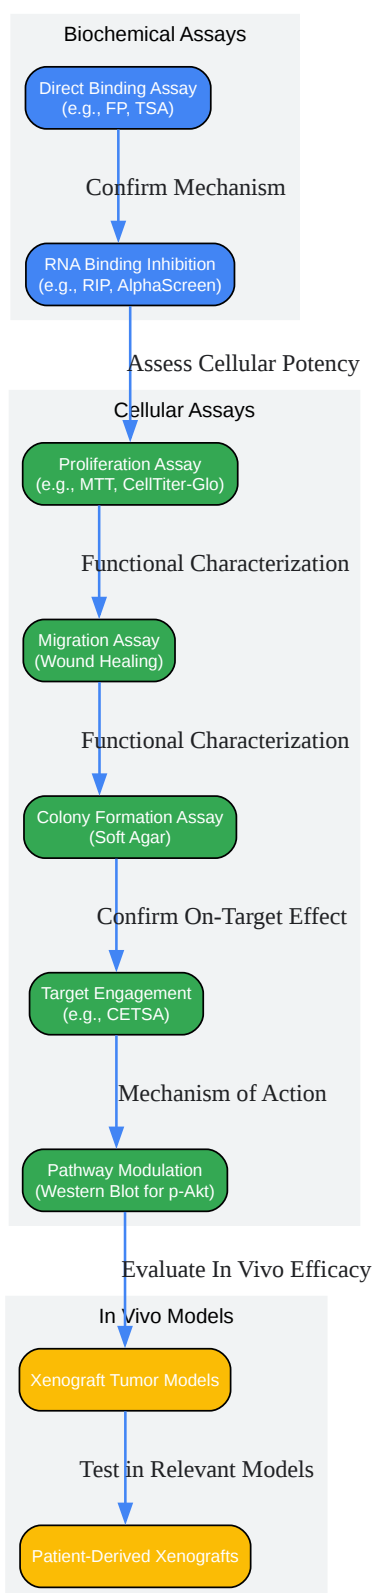 Biochemical Assays
Direct Binding Assay
(e.g., FP, TSA)
Confirm Mechanism
RNA Binding Inhibition
(e.g., RIP, AlphaScreen)
Assess Cellular Potency
Cellular Assays
Proliferation Assay
(e.g., MTT, CellTiter-Glo)
Functional Characterization
Migration Assay
(Wound Healing)
Functional Characterization
Colony Formation Assay
(Soft Agar)
Confirm On-Target Effect
Target Engagement
(e.g., CETSA)
Mechanism of Action
Pathway Modulation
(Western Blot for p-Akt)
Evaluate In Vivo Efficacy
In Vivo Models
Xenograft Tumor Models
Test in Relevant Models
Patient-Derived Xenografts